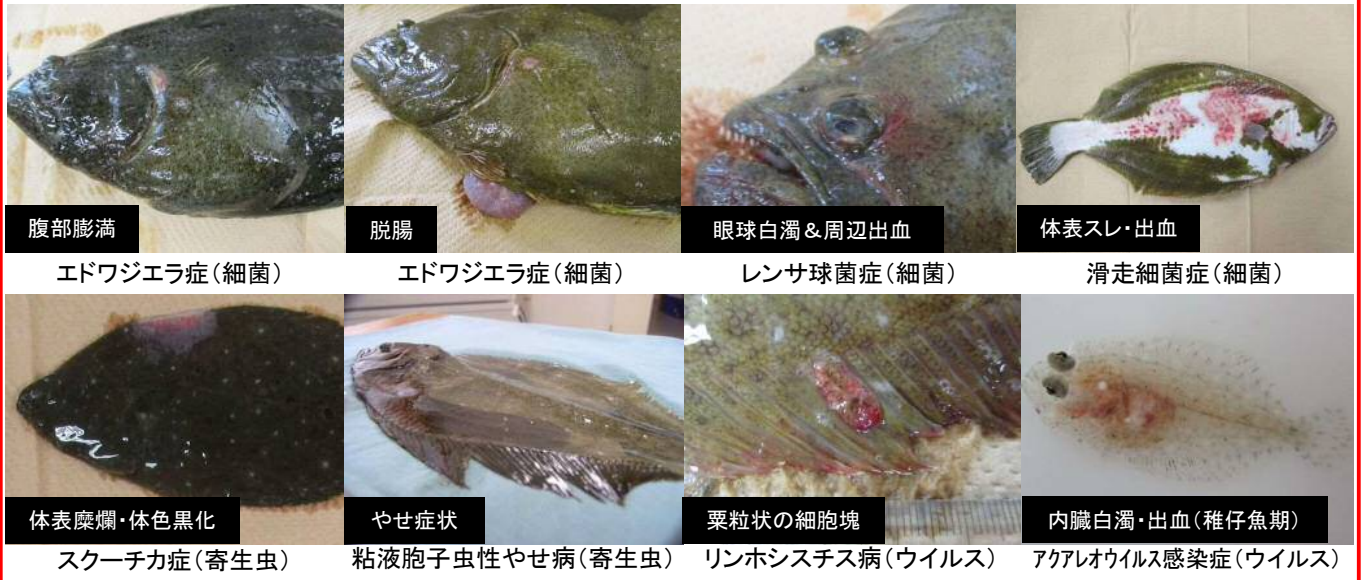 腹部膨満
脱腸
眼球白濁＆周辺出血
体表スレ・出血
エドワジエラ症（細菌）
エドワジエラ症（細菌）
レンサ球菌症（細菌）
滑走細菌症（細菌）
体表糜爛・体色黒化
やせ症状
粟粒状の細胞塊
内臓白濁・出血（稚仔魚期）
スクーチカ症（寄生虫）
粘液胞子虫性やせ病（寄生虫）
リンホシスチス病（ウイルス）
アクアレオウイルス感染症（ウイルス）